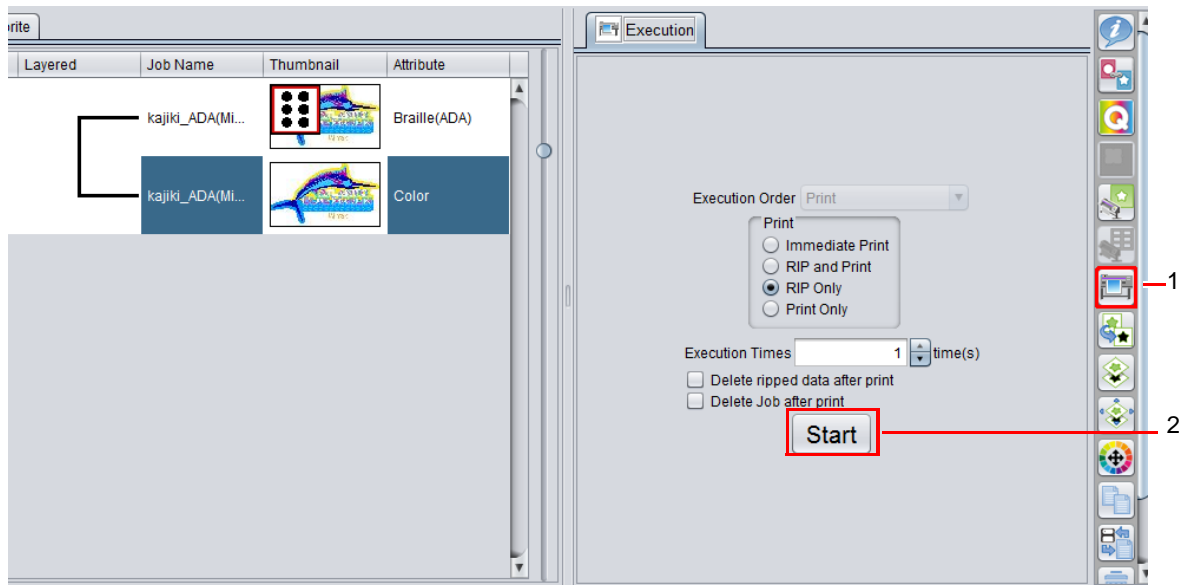 rite
Layered Job Name Thumbnail Attribute
kajiki_ADA(Mi... Braille(ADA)
kajiki_ADA(Mi... Color
Execution
Execution Order Print
Print
Immediate Print
RIP and Print
RIP Only
Print Only
Execution Times 1 time(s)
Delete ripped data after print
Delete Job after print
Start
Q
1
2